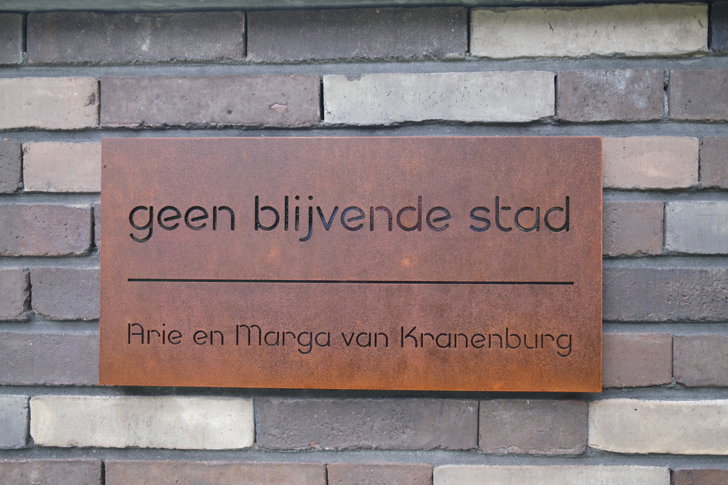 geen blijvende stad
Arie en Marga van Kranenburg